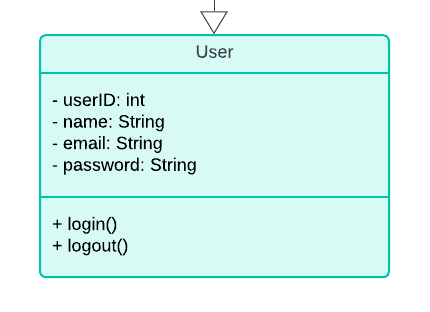 User
- userID: int
- name: String
- email: String
- password: String
+ login()
+ logout()